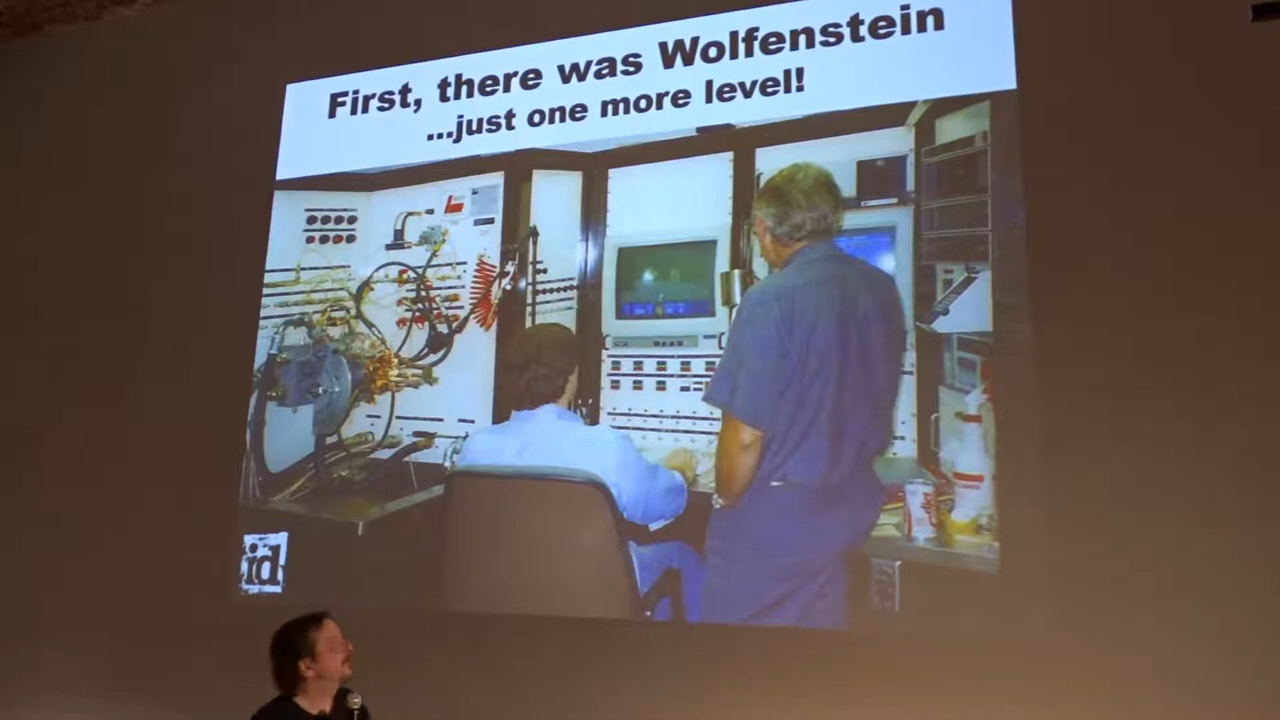 First, there was Wolfenstein
...just one more level!
id